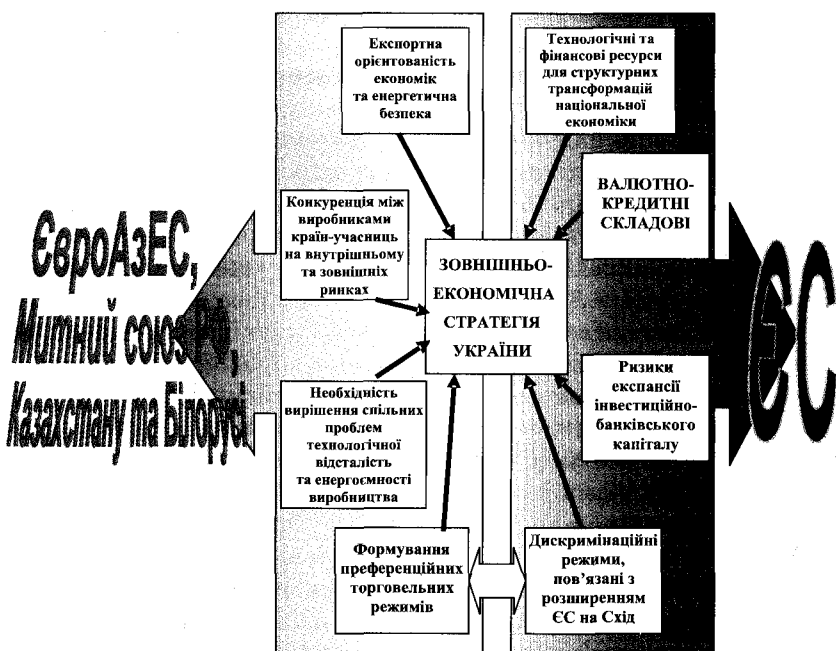 Експортна
орієнтованість
економік
та енергетична
безпека
Технологічні та
фінансові ресурси
для структурних
трансформацій
національної
економіки
Конкуренція між
виробниками
країн-учасниць
на внутрішньому
та зовнішніх
ринках
ВАЛЮТНО-
КРЕДИТНІ
СКЛАДОВІ
ЄвроАзЕС,
Митний союз РФ,
Казахстану та Білорусі
ЗОВНІШНЬО-
ЕКОНОМІЧНА
СТРАТЕГІЯ
УКРАЇНИ
ЄС
Необхідність
вирішення спільних
проблем
технологічної
відсталість
та енергоємності
виробництва
Ризики
експансії
інвестиційно-
банківського
капіталу
Формування
преференційних
торговельних
режимів
Дискримінаційні
режими,
пов’язані з
розширенням
ЄС на Схід